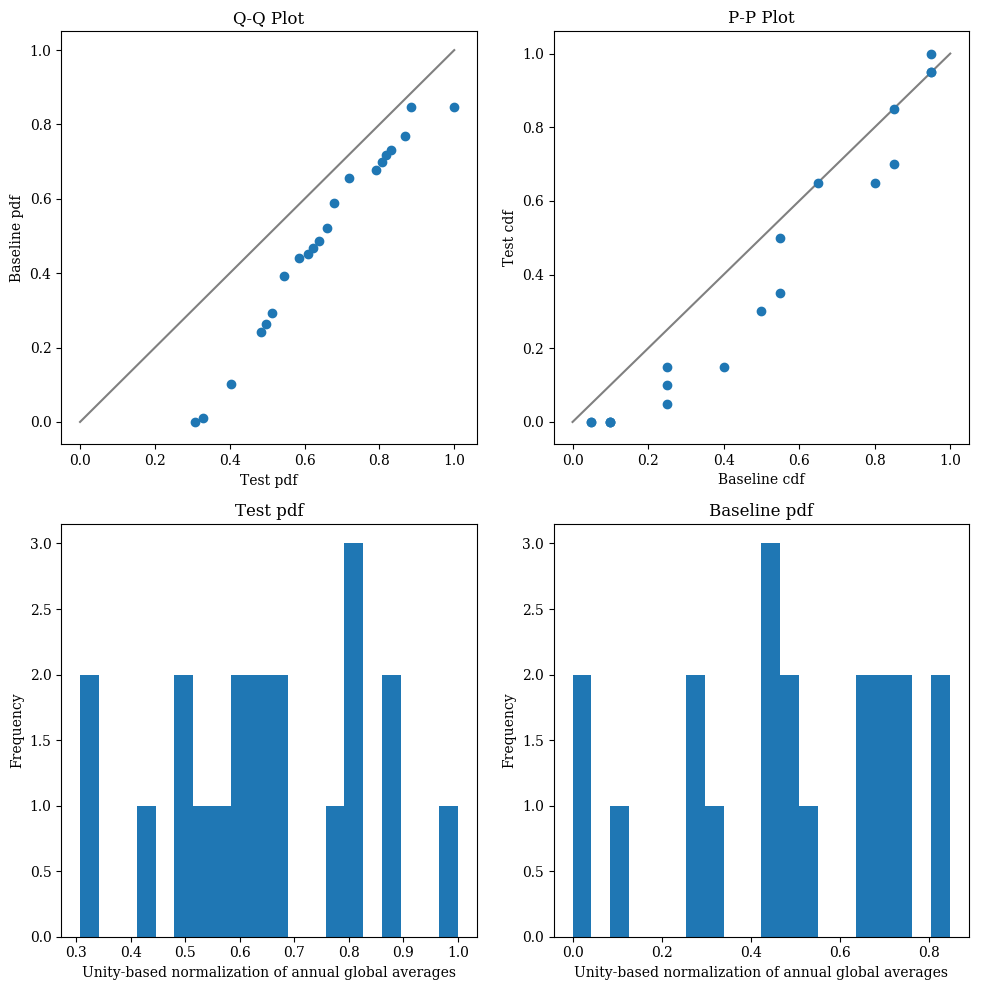 Q-Q Plot
1.0
0.8
0.6
0.4
0.2
0.0
Baseline pdf
0.0 0.2 0.4 0.6 0.8 1.0
Test pdf
P-P Plot
1.0
0.8
0.6
0.4
0.2
0.0
Test cdf
0.0 0.2 0.4 0.6 0.8 1.0
Baseline cdf
Test pdf
3.0
2.5
2.0
1.5
1.0
0.5
0.0
Frequency
0.3 0.4 0.5 0.6 0.7 0.8 0.9 1.0
Unity-based normalization of annual global averages
Baseline pdf
3.0
2.5
2.0
1.5
1.0
0.5
0.0
Frequency
0.0 0.2 0.4 0.6 0.8
Unity-based normalization of annual global averages